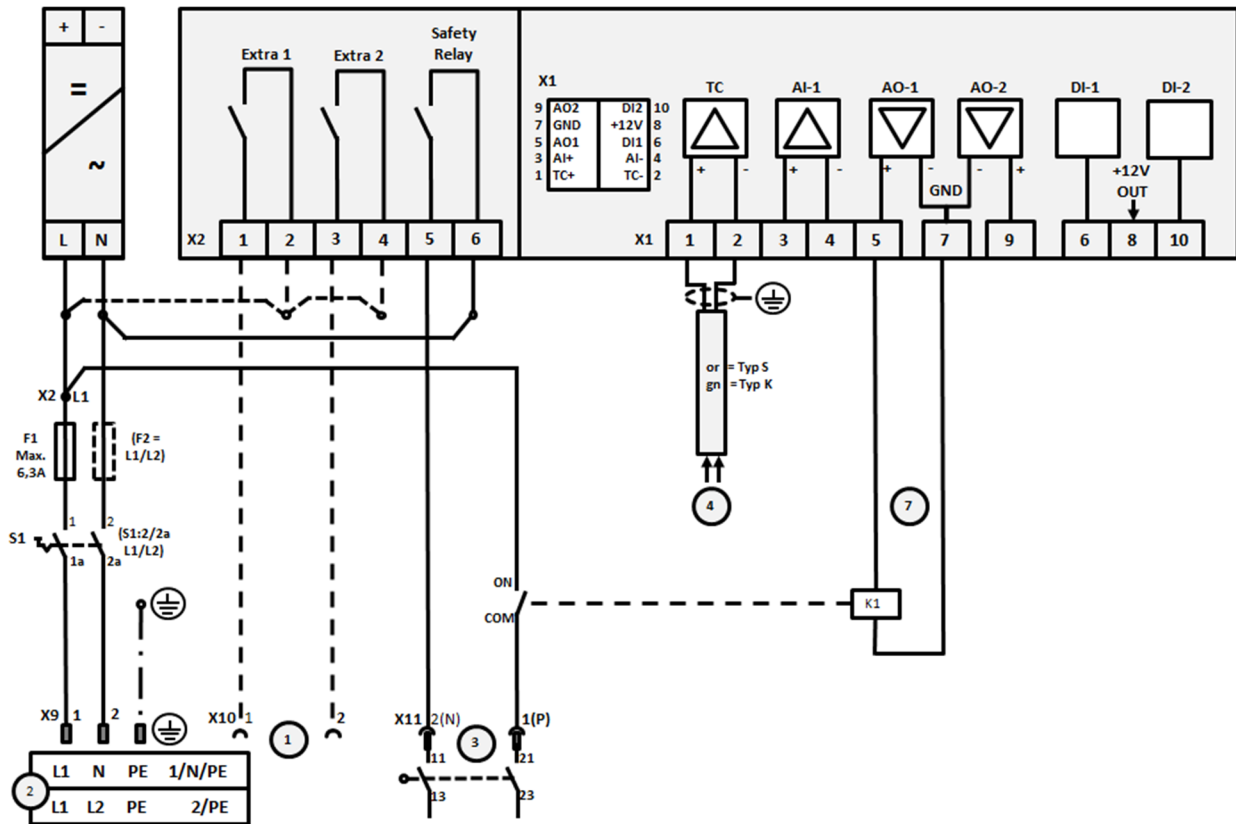 + -
=
~
L N
Extra 1 Extra 2
Safety
Relay
X2 1 2 3 4 5 6
X1
9 AO2 DI2 10
7 GND +12V 8
5 AO1 DI1 6
3 AI+ AI- 4
1 TC+ TC- 2
TC AI-1 AO-1 AO-2 DI-1 DI-2
+ - + - + - - +
GND
+12V
OUT
X1 1 2 3 4 5 7 9 6 8 10
or = Typ S
gn = Typ K
X2 L1
F1
Max.
6,3A
(F2 =
L1/L2)
4
7
S1
1 2
1a 2a
(S1:2/2a
L1/L2)
ON
COM
K1
X9 1 2
X10 1 2
1
X11 2(N) 1(P)
3
11 21
13 23
2
L1 N PE 1/N/PE
L1 L2 PE 2/PE